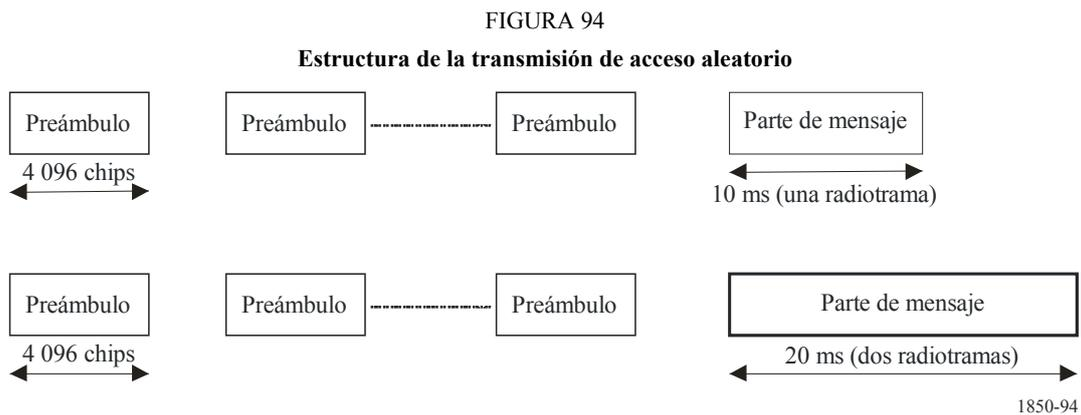 FIGURA 94
Estructura de la transmisión de acceso aleatorio
Preámbulo Preámbulo Preámbulo Parte de mensaje
4 096 chips
10 ms (una radiotrama)
Preámbulo Preámbulo Preámbulo Parte de mensaje
4 096 chips 20 ms (dos radiotramas)
1850-94